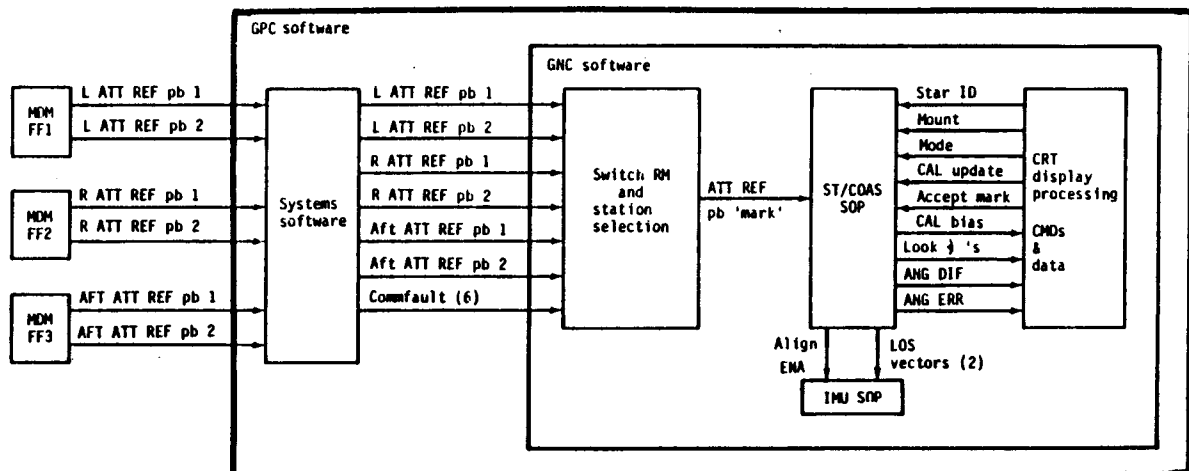 GPC software
GNC software
MDM
FF1
L ATT REF pb 1
L ATT REF pb 2
MDM
FF2
R ATT REF pb 1
R ATT REF pb 2
MDM
FF3
AFT ATT REF pb 1
AFT ATT REF pb 2
Systems
software
L ATT REF pb 1
L ATT REF pb 2
R ATT REF pb 1
R ATT REF pb 2
Aft ATT REF pb 1
Aft ATT REF pb 2
Commfault (6)
Switch RM
and
station
selection
ATT REF
pb 'mark'
ST/COAS
SOP
Star ID
Mount
Mode
CAL update
Accept mark
CAL bias
Look 's
ANG DIF
ANG ERR
CRT
display
processing
CMDs
&
data
Align
ENA
LOS
vectors (2)
IMU SOP